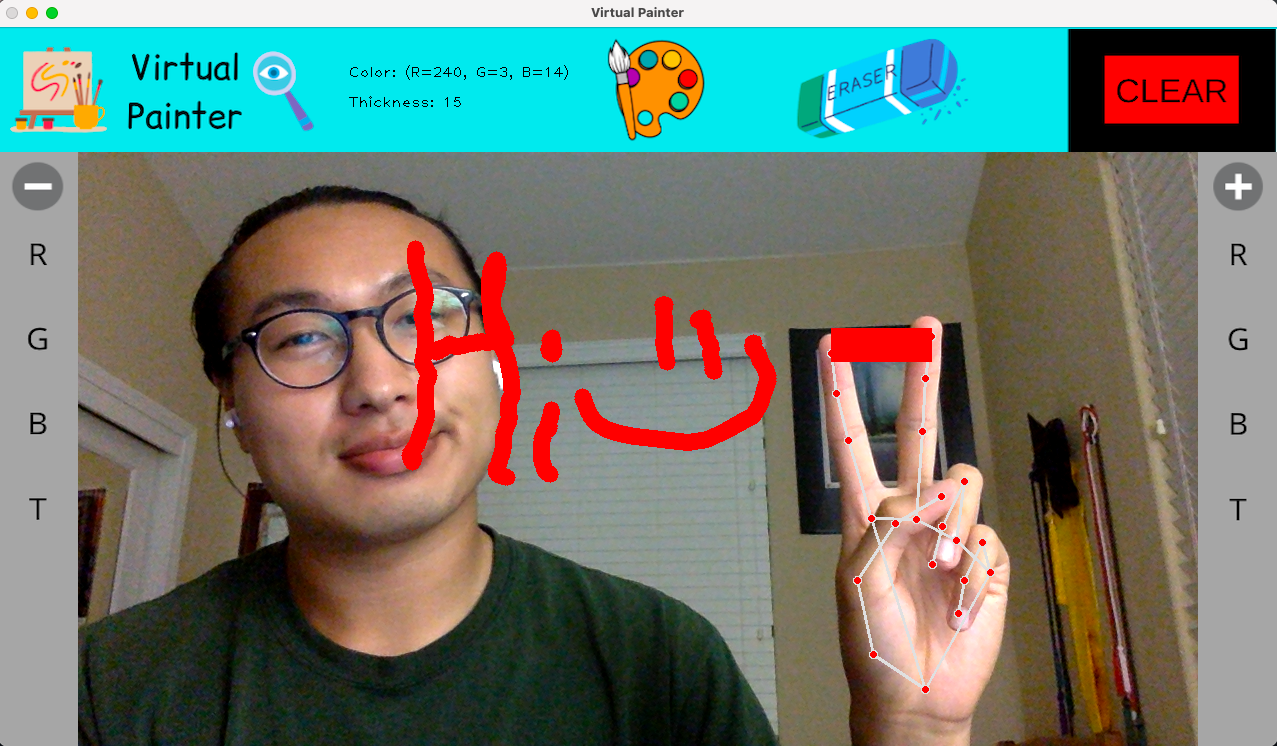 Virtual Painter
Virtual
Painter
Color: (R=240, G=3, B=14)
Thickness: 15
ERASER
CLEAR
R
G
B
T
Hi
R
G
B
T